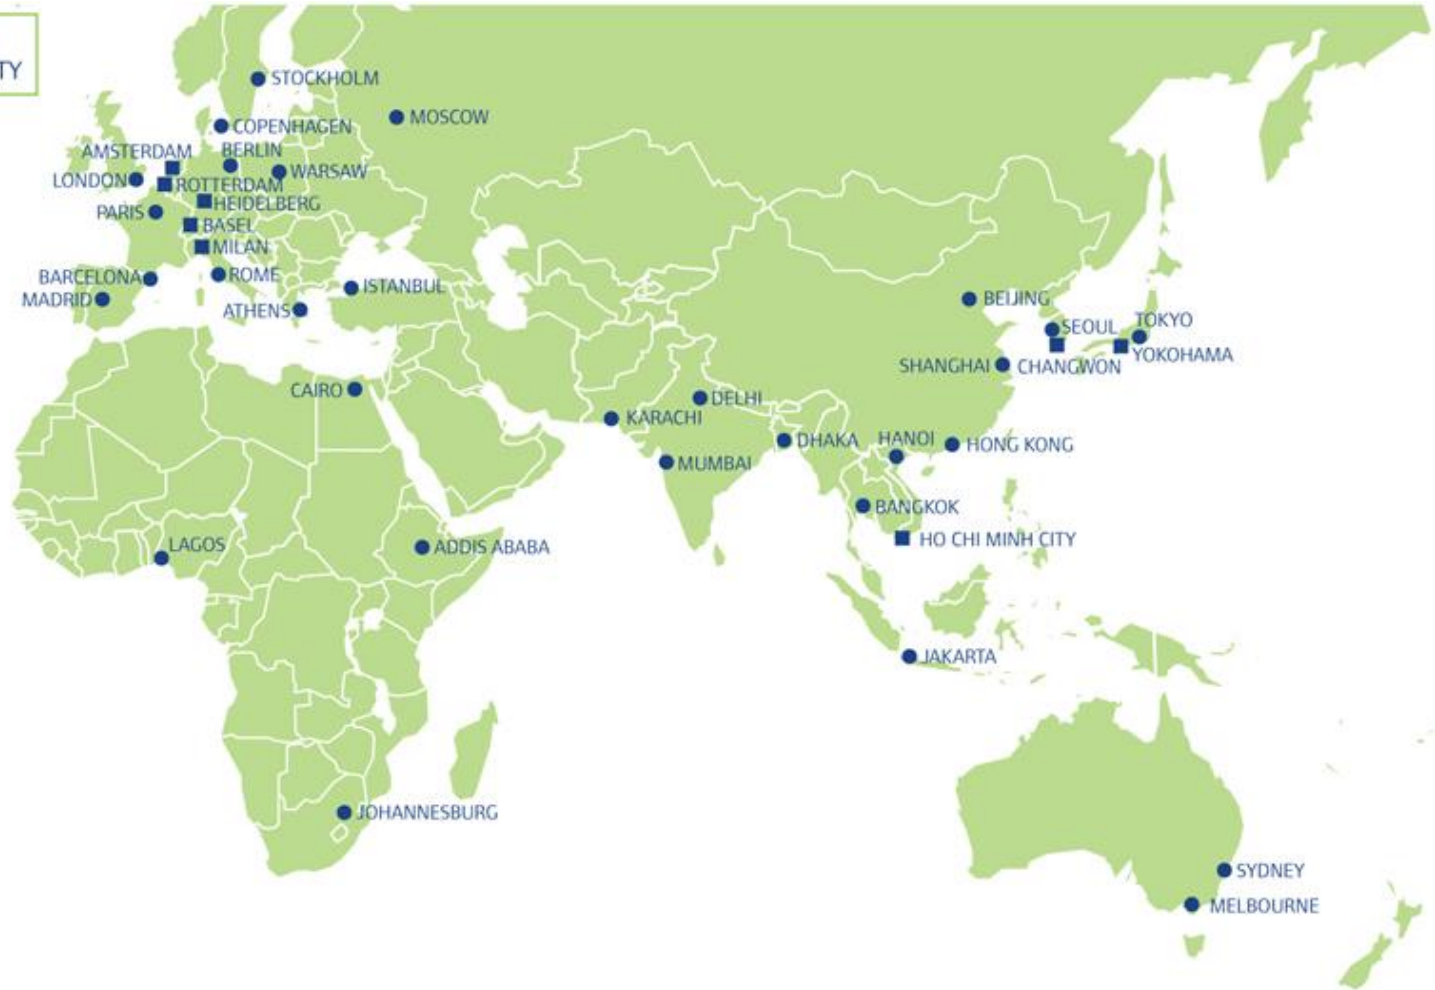 TY
STOCKHOLM
MOSCOW
COPENHAGEN
AMSTERDAM
BERLIN
LONDON
ROTTERDAM
WARSAW
HEIDELBERG
PARIS
BASEL
MILAN
BARCELONA
ROME
MADRID
ISTANBUL
ATHENS
BEIJING
SEOUL
TOKYO
YOKOHAMA
SHANGHAI
CHANGWON
CAIRO
DELHI
KARACHI
DHAKA
HANOI
HONG KONG
MUMBAI
BANGKOK
LAGOS
ADDIS ABABA
HO CHI MINH CITY
JAKARTA
JOHANNESBURG
SYDNEY
MELBOURNE